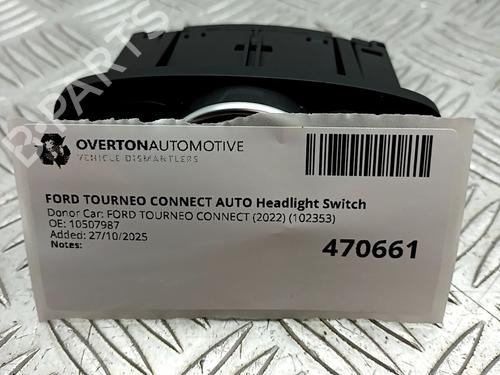 B-PARTS
OVERTONAUTOMOTIVE
VEHICLE DISMANTLERS
FORD TOURNEO CONNECT AUTO Headlight Switch
Donor Car: FORD TOURNEO CONNECT (2022) (102353)
OE: 10507987
Added: 27/10/2025
Notes:
470661